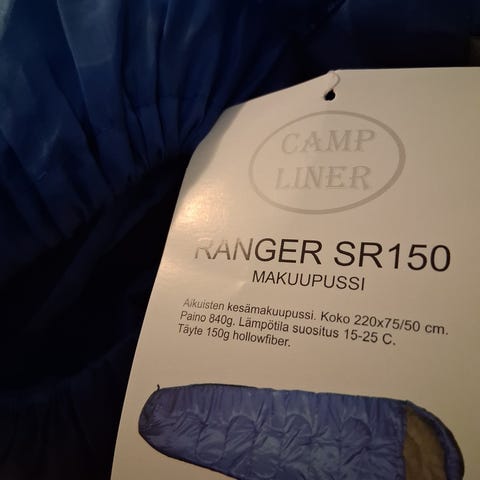 CAMP
LINER
RANGER SR150
MAKUUPUSSI
Aikuisten kesämakuupussi. Koko 220x75/50 cm.
Paino 840g. Lämpötila suositus 15-25 C.
Täyte 150g hollowfiber.